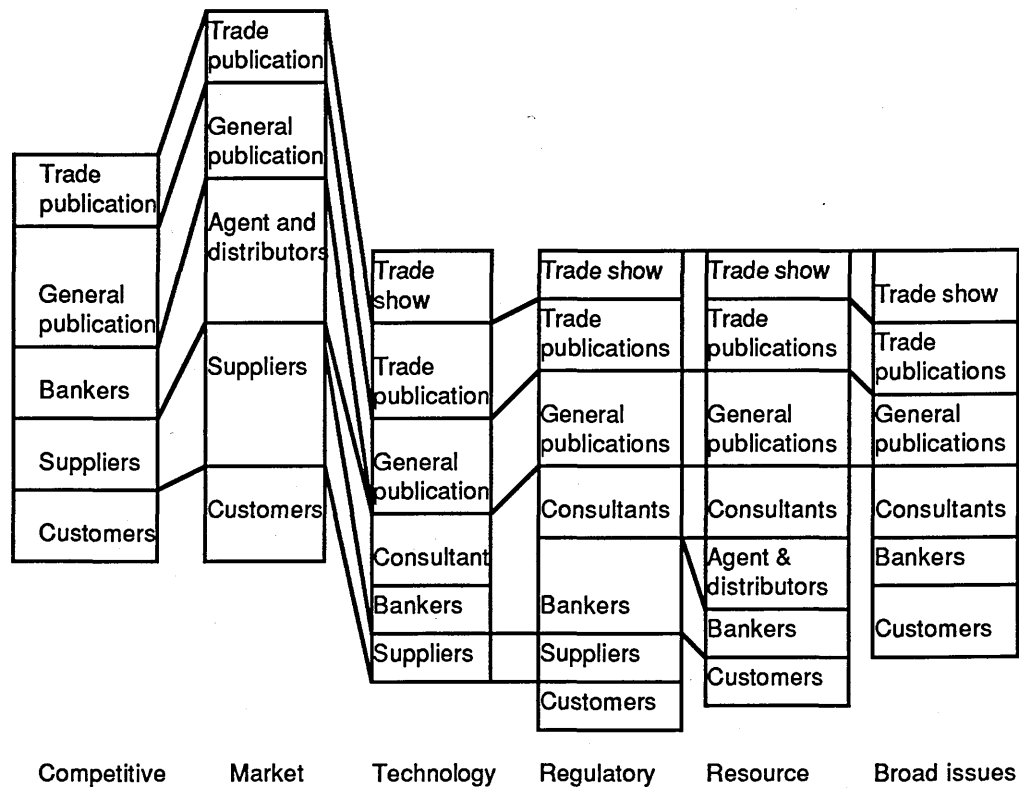 Trade
publication
General
publication
Bankers
Suppliers
Customers
Trade
publication
General
publication
Agent and
distributors
Suppliers
Customers
Trade
show
Trade
publication
General
publication
Consultant
Bankers
Suppliers
Trade show
Trade
publications
General
publications
Consultants
Bankers
Suppliers
Customers
Trade show
Trade
publications
General
publications
Consultants
Agent &
distributors
Bankers
Customers
Trade show
Trade
publications
General
publications
Consultants
Bankers
Customers
Competitive Market Technology Regulatory Resource Broad issues